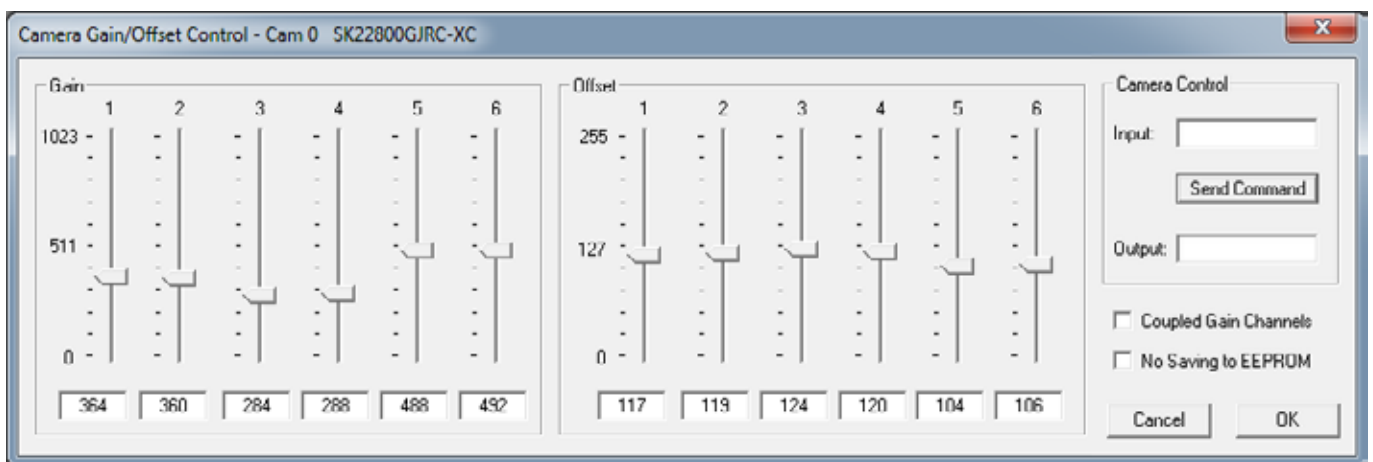 Camera Gain/Offset Control - Cam 0 SK22800GJRC-XC
Gain
1 2 3 4 5 6
1023
511
0
364 360 284 288 488 492
Offset
1 2 3 4 5 6
255
127
0
117 119 124 120 104 106
Camera Control
Input:
Send Command
Output:
Coupled Gain Channels
No Saving to EEPROM
Cancel OK